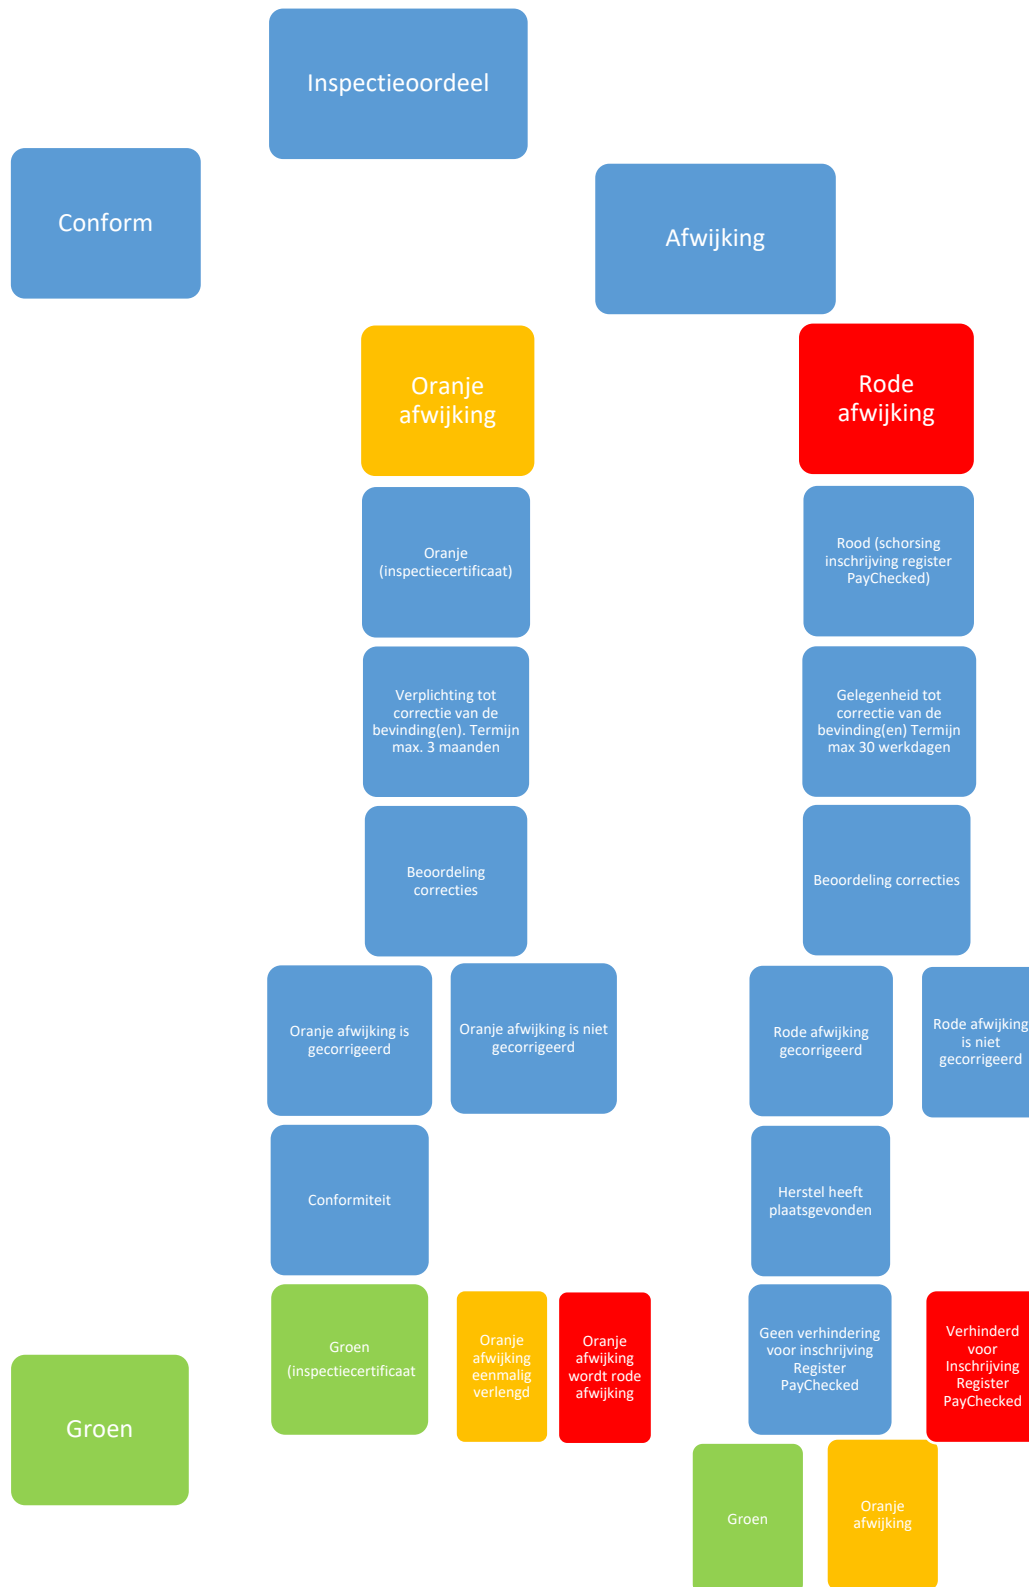 Inspectieoordeel
Conform
Afwijking
Oranje
afwijking
Rode
afwijking
Oranje
(inspectiecertificaat)
Rood (schorsing
inschrijving register
PayChecked)
Verplichting tot
correctie van de
bevinding(en). Termijn
max. 3 maanden
Gelegenheid tot
correctie van de
bevinding(en) Termijn
max 30 werkdagen
Beoordeling
correcties
Beoordeling correcties
Oranje afwijking is
gecorrigeerd
Oranje afwijking is niet
gecorrigeerd
Rode afwijking
gecorrigeerd
Rode afwijking
is niet
gecorrigeerd
Conformiteit
Herstel heeft
plaatsgevonden
Groen
(inspectiecertificaat
Oranje
afwijking
eenmalig
verlengd
Oranje
afwijking
wordt rode
afwijking
Geen verhindering
voor inschrijving
Register
PayChecked
Verhinderd
voor
Inschrijving
Register
PayChecked
Groen
Groen
Oranje
afwijking